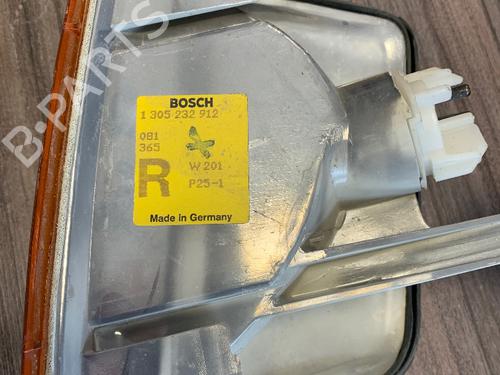 BOSCH
1 305 232 912
081
365
R
W 201
P25-1
Made in Germany
B-PARTS